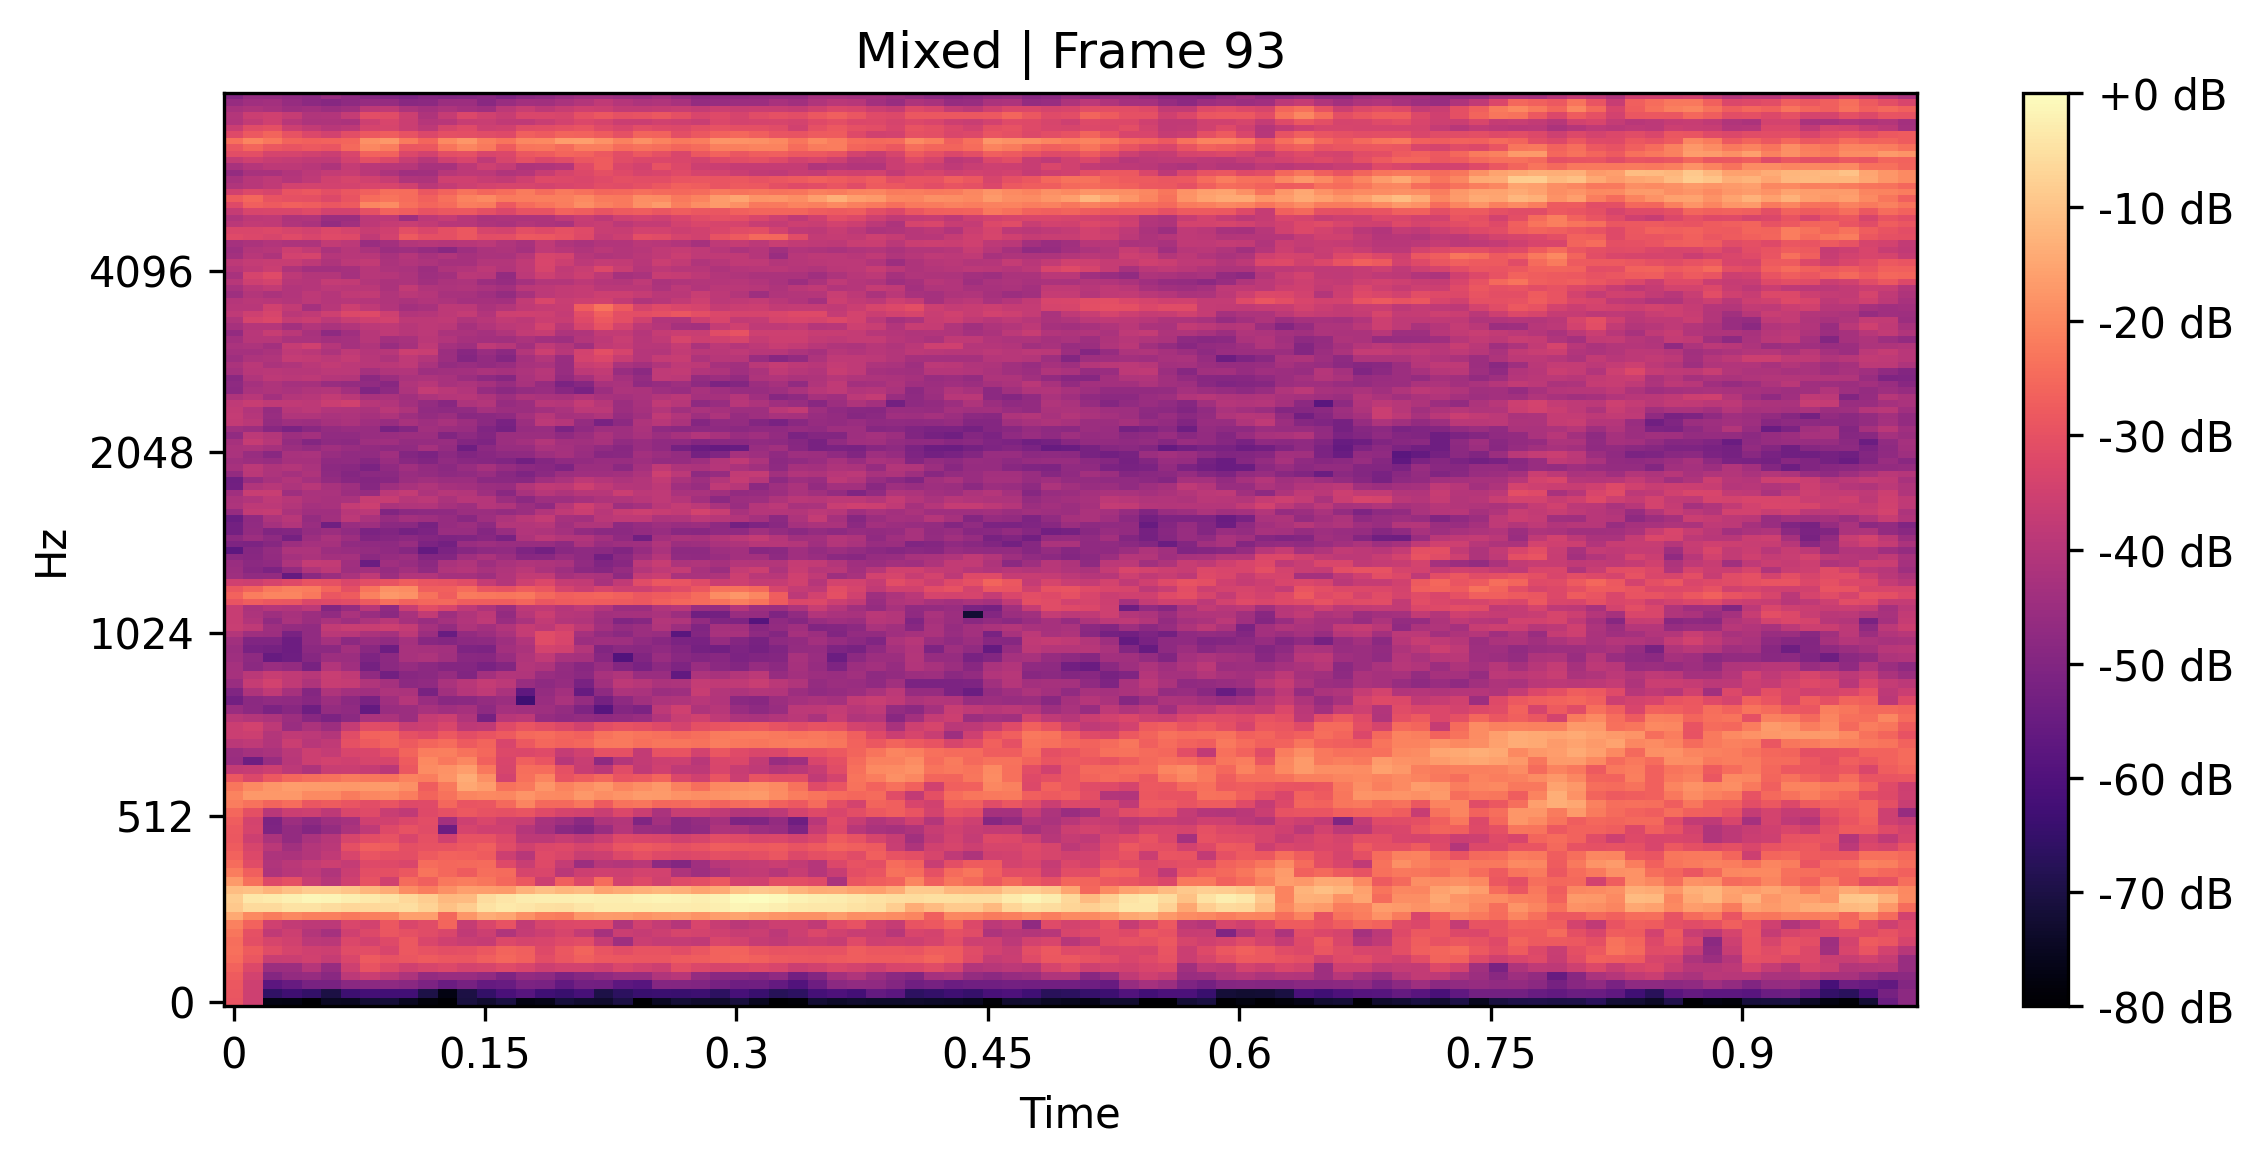 Mixed | Frame 93
Hz
4096
2048
1024
512
0
0 0.15 0.3 0.45 0.6 0.75 0.9
Time
+0 dB
-10 dB
-20 dB
-30 dB
-40 dB
-50 dB
-60 dB
-70 dB
-80 dB